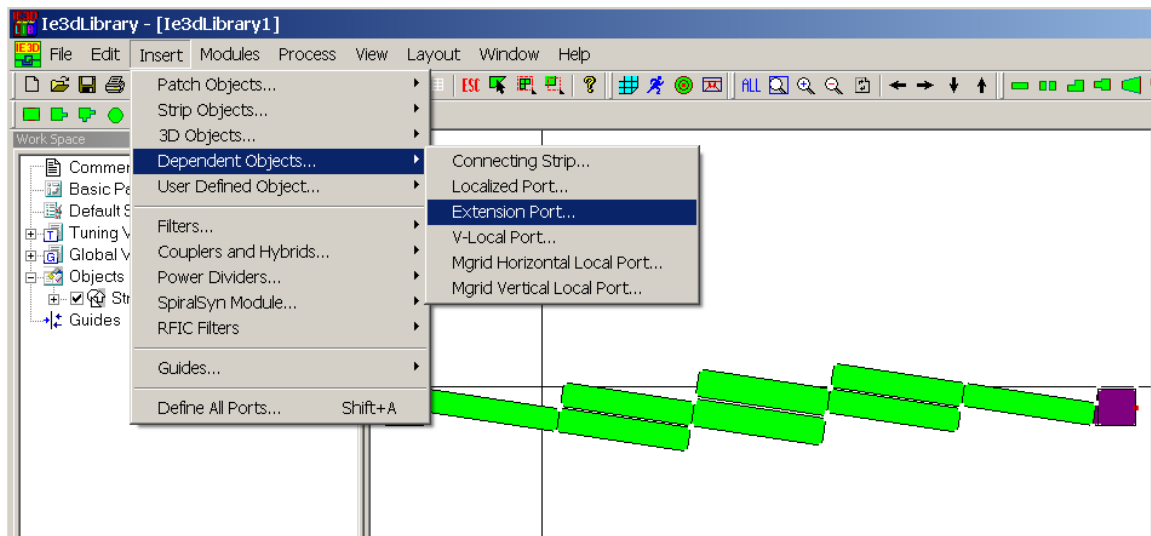 Ie3dLibrary - [Ie3dLibrary1]
File Edit Insert Modules Process View Layout Window Help
ESC ALL
Work Space
Patch Objects...
Strip Objects...
3D Objects...
Dependent Objects...
User Defined Object...
Filters...
Couplers and Hybrids...
Power Dividers...
SpiralSyn Module...
RFIC Filters
Guides...
Define All Ports... Shift+A
Connecting Strip...
Localized Port...
Extension Port...
V-Local Port...
Mgrid Horizontal Local Port...
Mgrid Vertical Local Port...
Commer
Basic Pa
Default S
Tuning V
Global V
Objects
Str
Guides